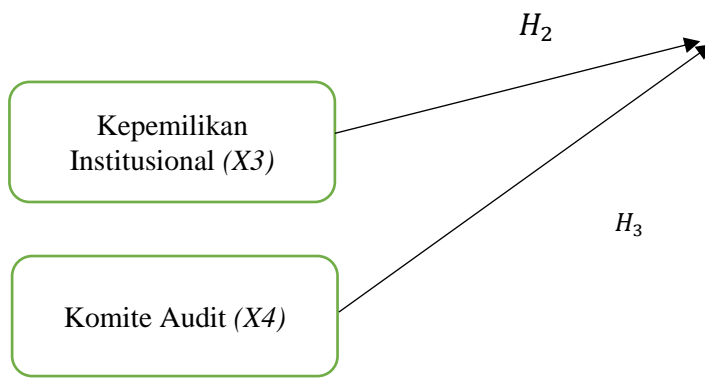 H₂
Kepemilikan
Institusional (X3)
H₃
Komite Audit (X4)